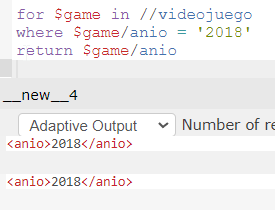 for $game in //videojuego
where $game/anio = '2018'
return $game/anio
__new__4
Adaptive Output Number of re
<anio>2018</anio>
<anio>2018</anio>